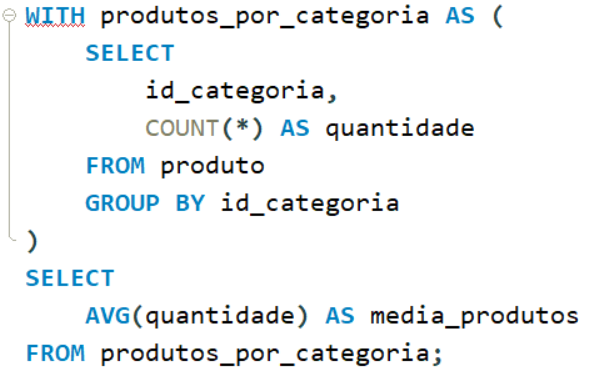 WITH produtos_por_categoria AS (
SELECT
id_categoria,
COUNT(*) AS quantidade
FROM produto
GROUP BY id_categoria
)
SELECT
AVG(quantidade) AS media_produtos
FROM produtos_por_categoria;